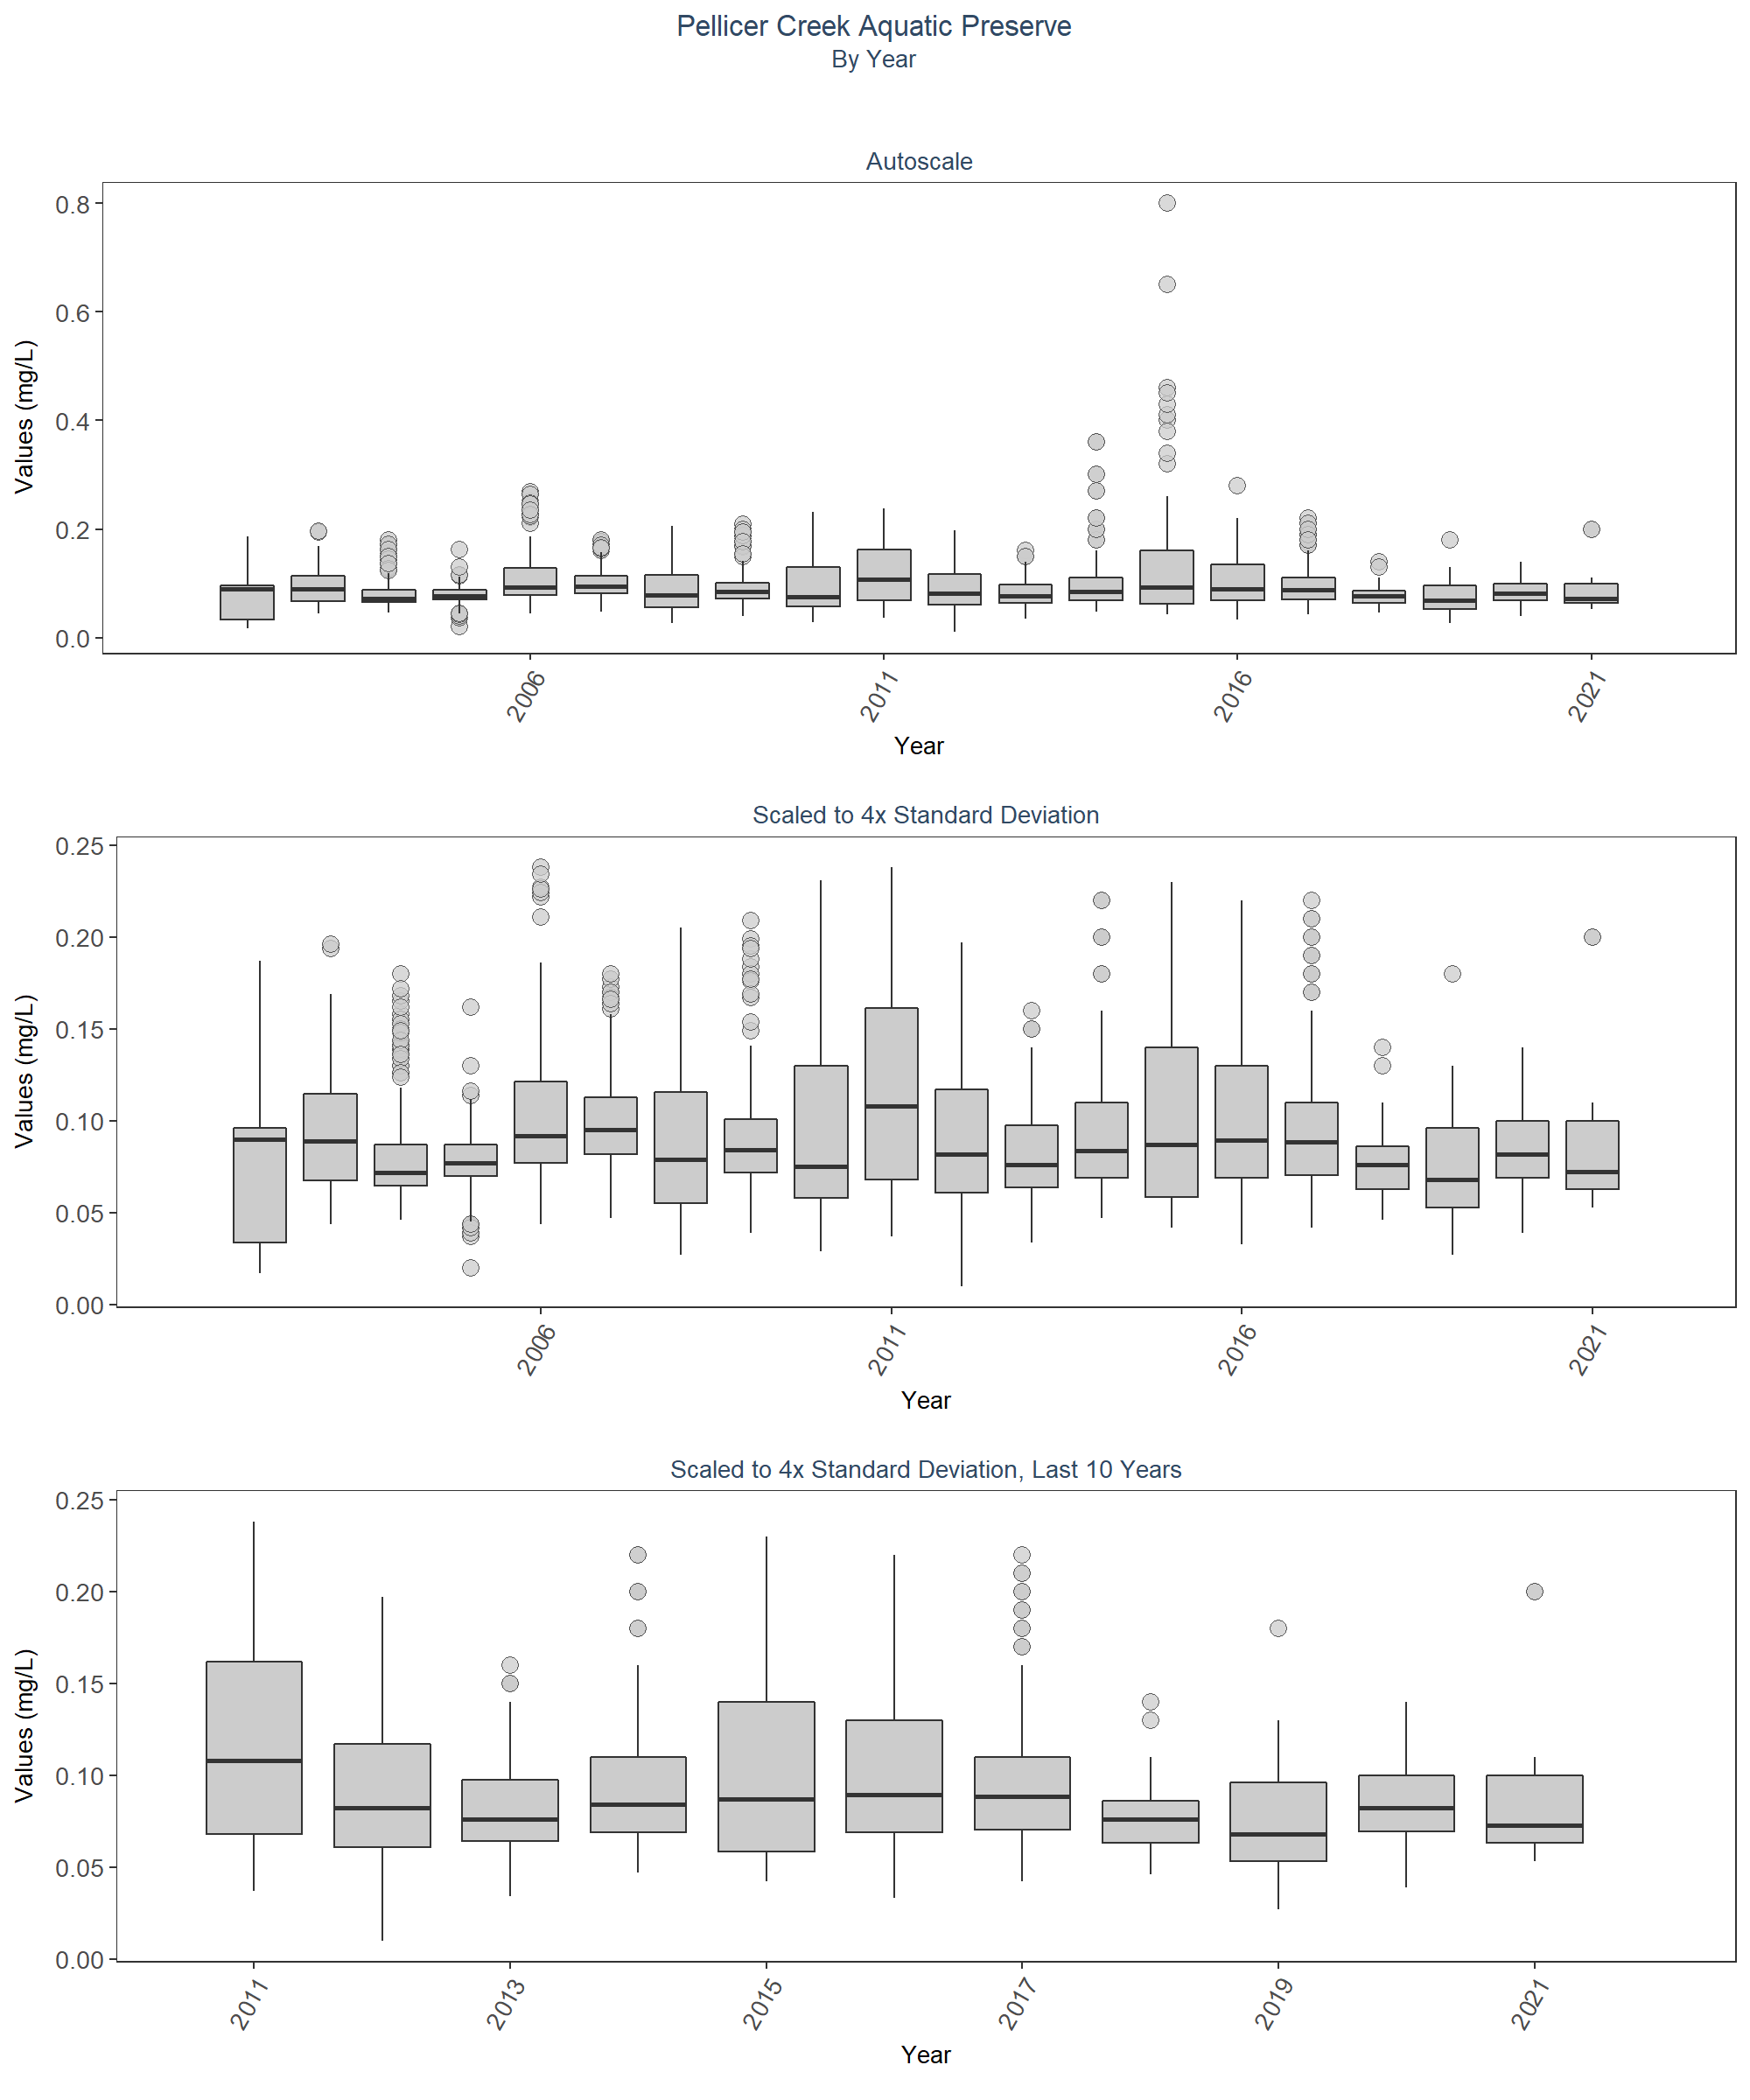 Pellicer Creek Aquatic Preserve
By Year
Autoscale
Values (mg/L)
0.8
0.6
0.4
0.2
0.0
2006 2011 2016 2021
Year
Scaled to 4x Standard Deviation
Values (mg/L)
0.25
0.20
0.15
0.10
0.05
0.00
2006 2011 2016 2021
Year
Scaled to 4x Standard Deviation, Last 10 Years
Values (mg/L)
0.25
0.20
0.15
0.10
0.05
0.00
2011 2013 2015 2017 2019 2021
Year